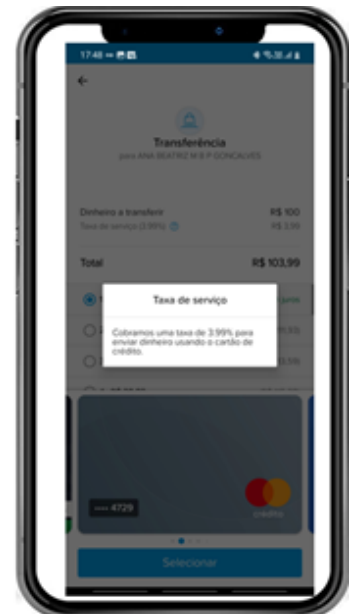 17:48
Transferência
para ANA BEATRIZ M B P GONCALVES
Dinheiro a transferir R$ 100
Taxa de serviço (3.99%) R$ 3,99
Total R$ 103,99
Taxa de serviço
Cobramos uma taxa de 3.99% para
enviar dinheiro usando o cartão de
crédito.
•••• 4729
crédito
Selecionar